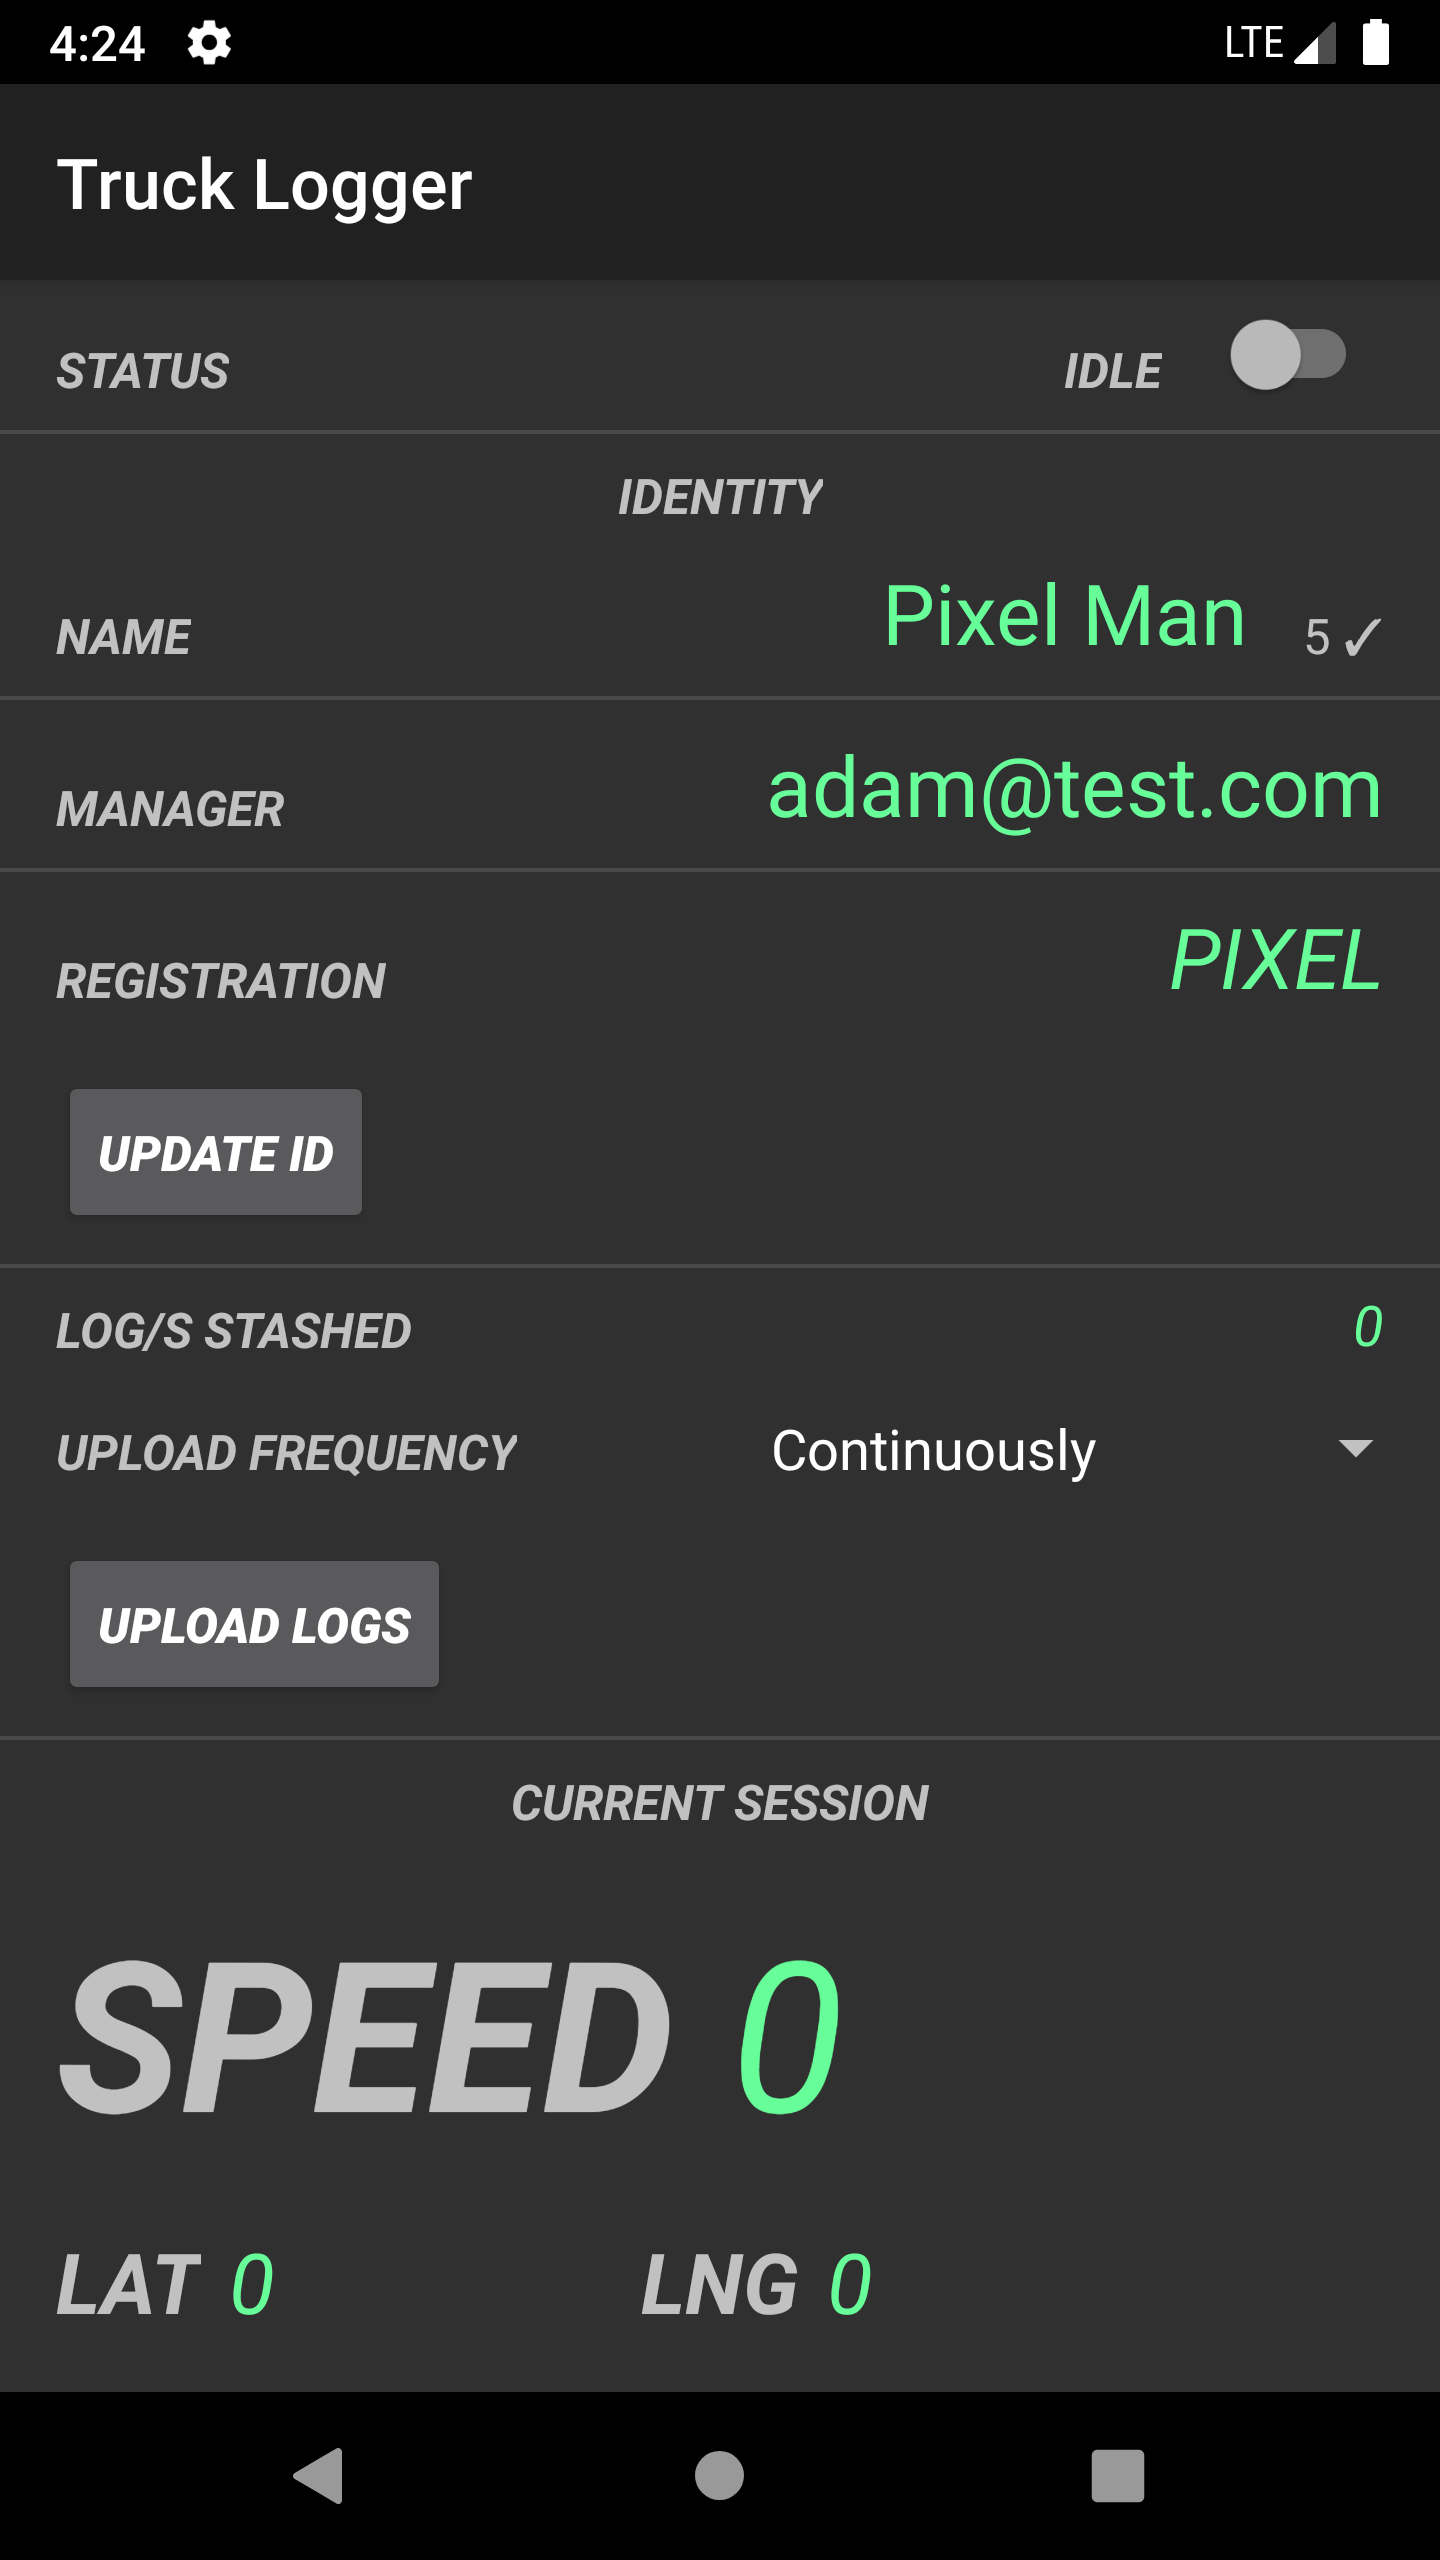 4:24 LTE
Truck Logger
STATUS IDLE
IDENTITY
NAME Pixel Man 5 ✓
MANAGER adam@test.com
REGISTRATION PIXEL
UPDATE ID
LOG/S STASHED 0
UPLOAD FREQUENCY Continuously
UPLOAD LOGS
CURRENT SESSION
SPEED 0
LAT 0 LNG 0